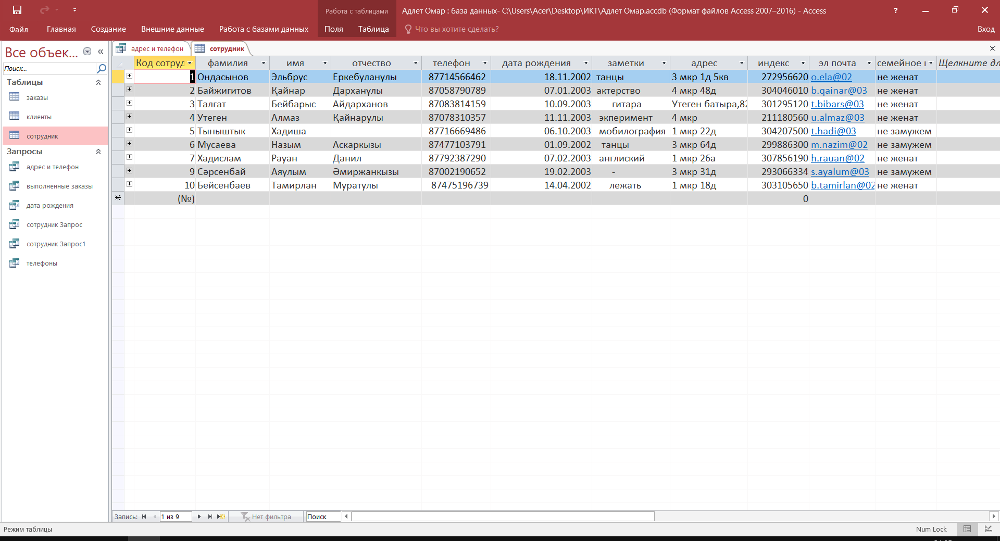 Работа с таблицами
Адлет Омар : база данных- C:\Users\Acer\Desktop\ИКТ\Адлет Омар.accdb (Формат файлов Access 2007–2016) - Access
?
Файл Главная Создание Внешние данные Работа с базами данных Поля Таблица Что вы хотите сделать? Вход
Все объек...
Поиск...
Таблицы
заказы
клиенты
сотрудник
Запросы
адрес и телефон
выполненные заказы
дата рождения
сотрудник Запрос
сотрудник Запрос1
телефоны
адрес и телефон сотрудник
Код сотруд фамилия имя отчество телефон дата рождения заметки адрес индекс эл почта семейное Щелкните дл
1 Ондасынов Эльбрус Еркебуланулы 87714566462 18.11.2002 танцы 3 мкр 1д 5кв 272956620 o.ela@02 не женат
2 Байжигитов Қайнар Дарханұлы 87058790789 07.01.2003 актерство 4 мкр 48д 304046010 b.qainar@03 не женат
3 Талгат Бейбарыс Айдарханов 87083814159 10.09.2003 гитара Утеген батыра,82 301295120 t.bibars@03 не женат
4 Утеген Алмаз Қайнарулы 87078310357 11.11.2003 экперимент 4 мкр 211180560 u.almaz@03 не женат
5 Тыныштык Хадиша 87716669486 06.10.2003 мобилография 1 мкр 22д 304207500 t.hadi@03 не замужем
6 Мусаева Назым Аскаркызы 87477103791 01.09.2002 танцы 3 мкр 64д 299886300 m.nazim@02 не замужем
7 Хадислам Рауан Данил 87792387290 07.02.2003 англиский 1 мкр 26а 307856190 h.rauan@02 не женат
9 Сәрсенбай Аяулым Әмиржанкызы 87002190652 19.02.2003 - 3 мкр 31д 293066334 s.ayalum@03 не замужем
10 Бейсенбаев Тамирлан Муратулы 87475196739 14.04.2002 лежать 1 мкр 18д 303105650 b.tamirlan@02 не женат
(№) 0
Запись: 1 из 9 Нет фильтра Поиск
Режим таблицы Num Lock